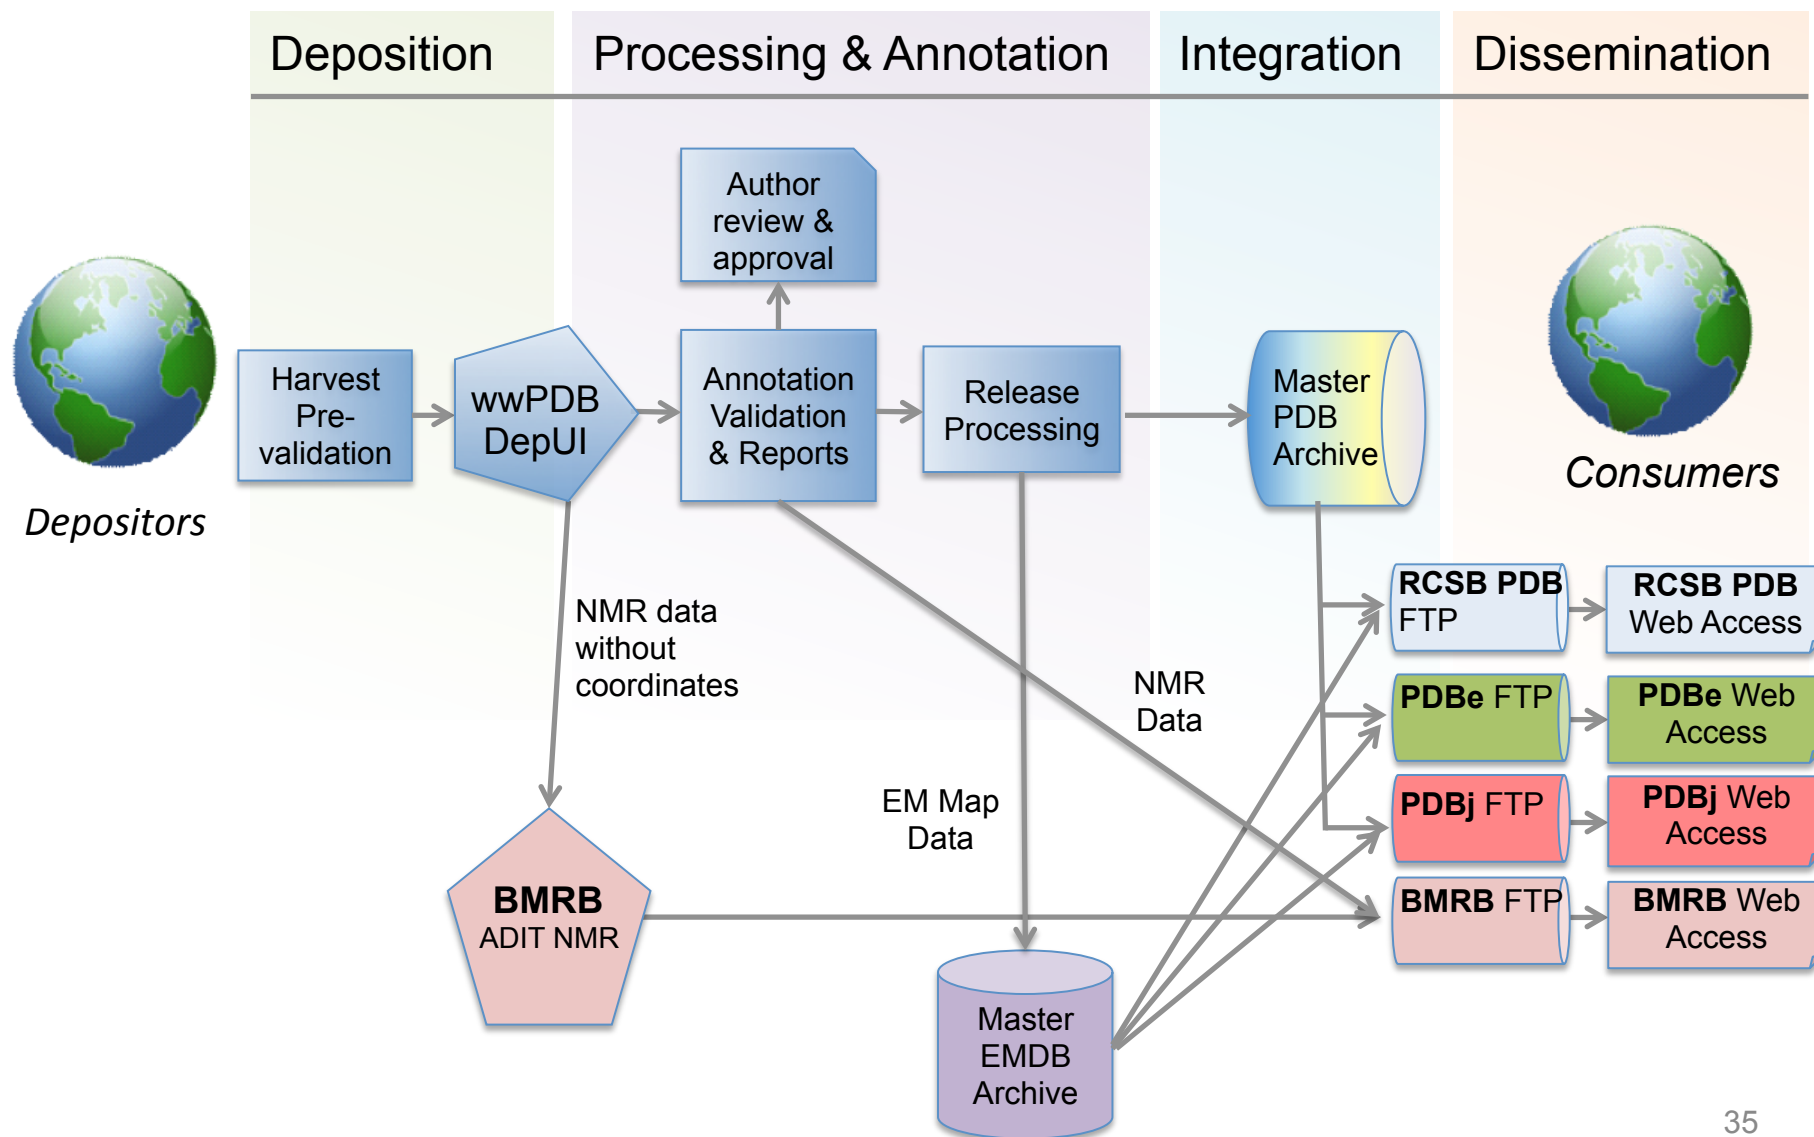 Deposition
Processing & Annotation
Integration
Dissemination
Author
review &
approval
Depositors
Harvest
Pre-
validation
wwPDB
DepUI
Annotation
Validation
& Reports
Release
Processing
Master
PDB
Archive
Consumers
NMR data
without
coordinates
NMR
Data
EM Map
Data
RCSB PDB
FTP
RCSB PDB
Web Access
PDBe FTP
PDBe Web
Access
PDBj FTP
PDBj Web
Access
BMRB FTP
BMRB Web
Access
BMRB
ADIT NMR
Master
EMDB
Archive
35